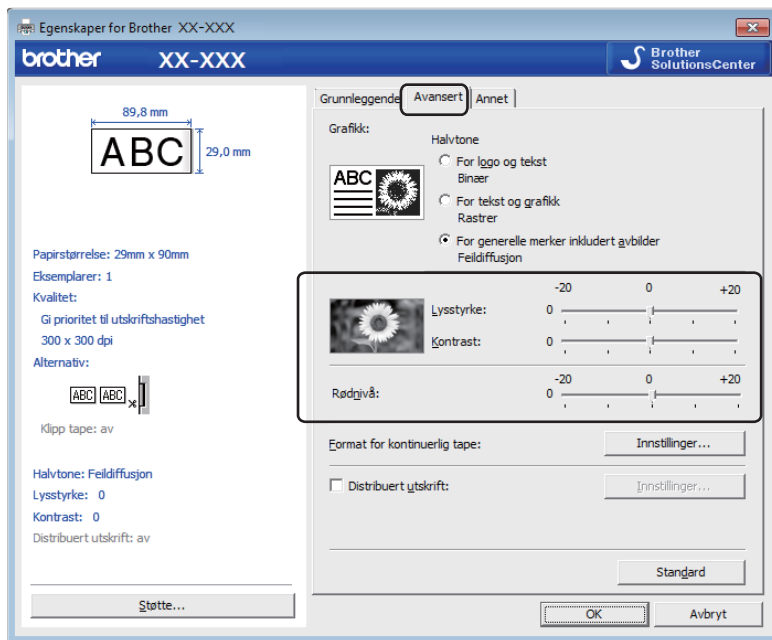 Egenskaper for Brother XX-XXX
brother XX-XXX
Brother
SolutionsCenter
89,8 mm
ABC
29,0 mm
Papirstørrelse: 29mm x 90mm
Eksemplarer: 1
Kvalitet:
Gi prioritet til utskriftshastighet
300 x 300 dpi
Alternativ:
ABC ABC
Klipp tape: av
Halvtone: Feildiffusjon
Lysstyrke: 0
Kontrast: 0
Distribuert utskrift: av
Støtte...
Grunnleggende Avansert Annet
Grafikk:
ABC
Halvtone
For logo og tekst
Binær
For tekst og grafikk
Rastrer
For generelle merker inkludert avbilder
Feildiffusjon
-20 0 +20
Lysstyrke: 0
Kontrast: 0
-20 0 +20
Rødnivå: 0
Format for kontinuerlig tape: Innstillinger...
Distribuert utskrift: Innstillinger...
Standard
OK Avbryt